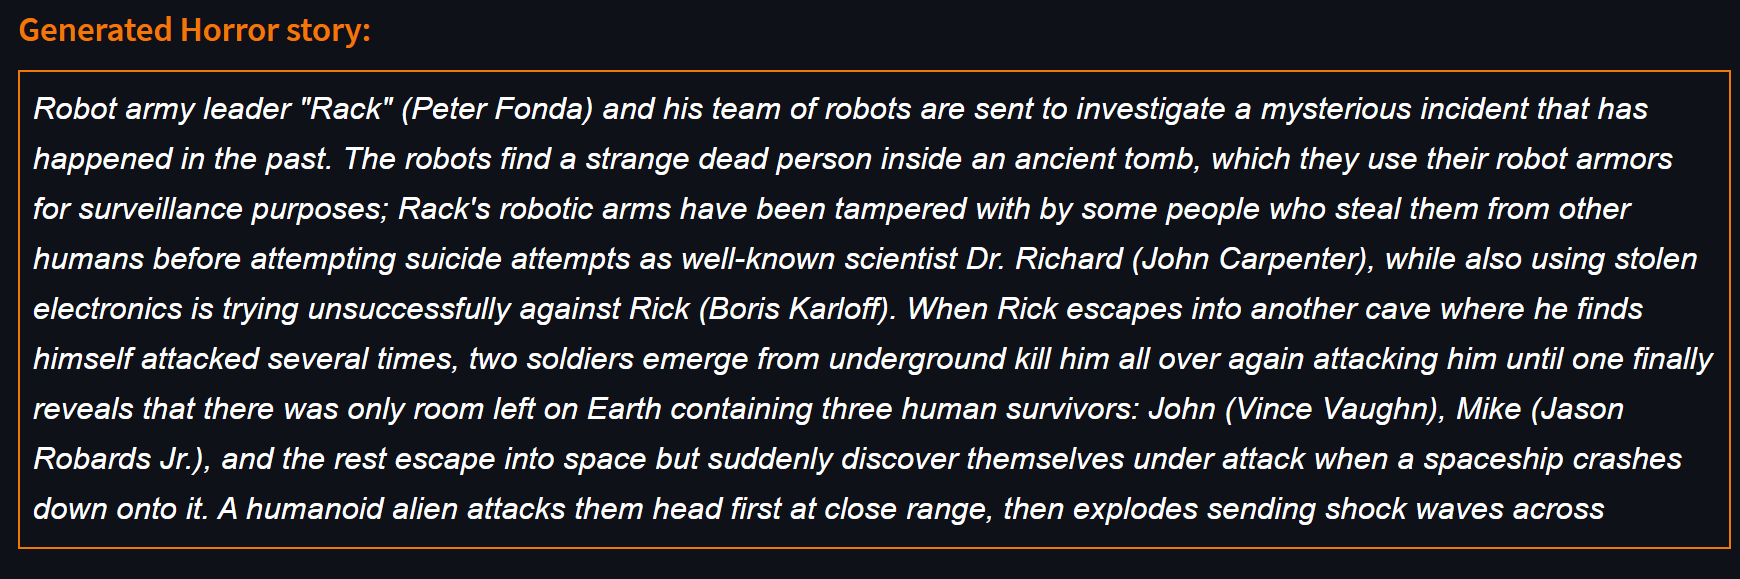 Generated Horror story:
Robot army leader "Rack" (Peter Fonda) and his team of robots are sent to investigate a mysterious incident that has
happened in the past. The robots find a strange dead person inside an ancient tomb, which they use their robot armors
for surveillance purposes; Rack's robotic arms have been tampered with by some people who steal them from other
humans before attempting suicide attempts as well-known scientist Dr. Richard (John Carpenter), while also using stolen
electronics is trying unsuccessfully against Rick (Boris Karloff). When Rick escapes into another cave where he finds
himself attacked several times, two soldiers emerge from underground kill him all over again attacking him until one finally
reveals that there was only room left on Earth containing three human survivors: John (Vince Vaughn), Mike (Jason
Robards Jr.), and the rest escape into space but suddenly discover themselves under attack when a spaceship crashes
down onto it. A humanoid alien attacks them head first at close range, then explodes sending shock waves across